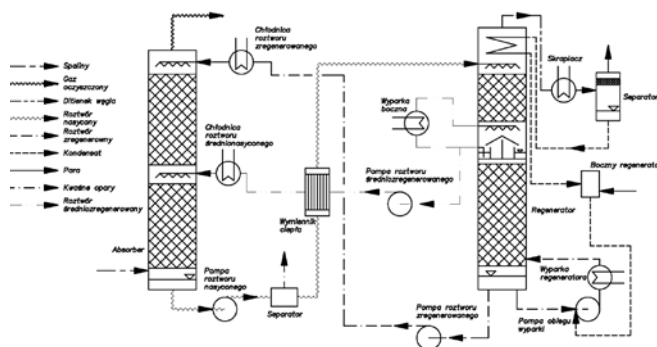 Spaliny
Gaz
oczyszczony
Ditlenek węgla
Roztwór
nasycony
Roztwór
zregenerowny
Kondensat
Para
Kwaśne opary
Roztwór
średniozregenerowany
Chłodnica
roztworu
zregenerowanego
Chłodnica
roztworu
średnionasyconego
Absorber
Pompa
roztworu
nasyconego
Separator
Wymiennik
ciepła
Wyparka
boczna
Pompa roztworu
średniozregenerowanego
Pompa roztworu
zregenerowanego
Skraplacz
Separator
Boczny regenerator
Regenerator
Wyparka
regeneratora
Pompa obiegu
wyparki